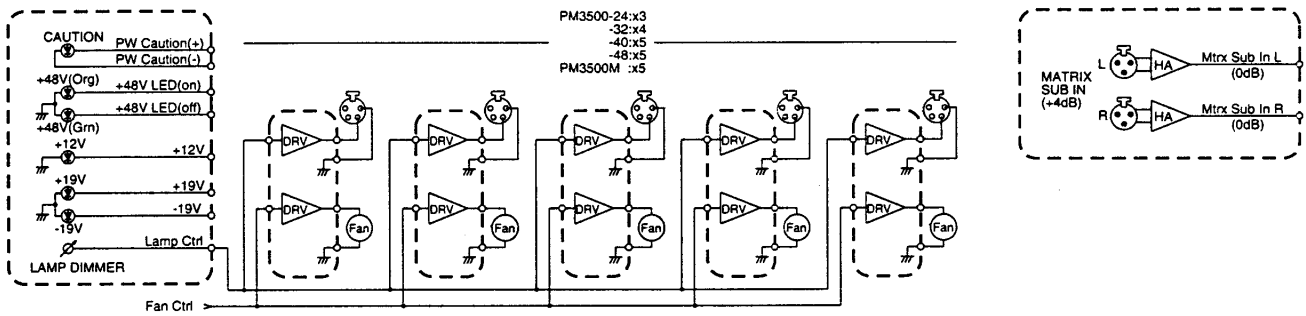 CAUTION
PW Caution(+)
PW Caution(-)
+48V(Org)
+48V LED(on)
+48V LED(off)
+48V(Grn)
+12V
+12V
+19V
+19V
-19V
-19V
Lamp Ctrl
LAMP DIMMER
Fan Ctrl
PM3500-24:x3
-32:x4
-40:x5
-48:x5
PM3500M :x5
DRV
DRV
DRV
DRV
DRV
DRV
Fan
DRV
Fan
DRV
Fan
DRV
Fan
DRV
Fan
MATRIX
SUB IN
(+4dB)
L
HA
Mtrx Sub In L
(0dB)
R
HA
Mtrx Sub In R
(0dB)